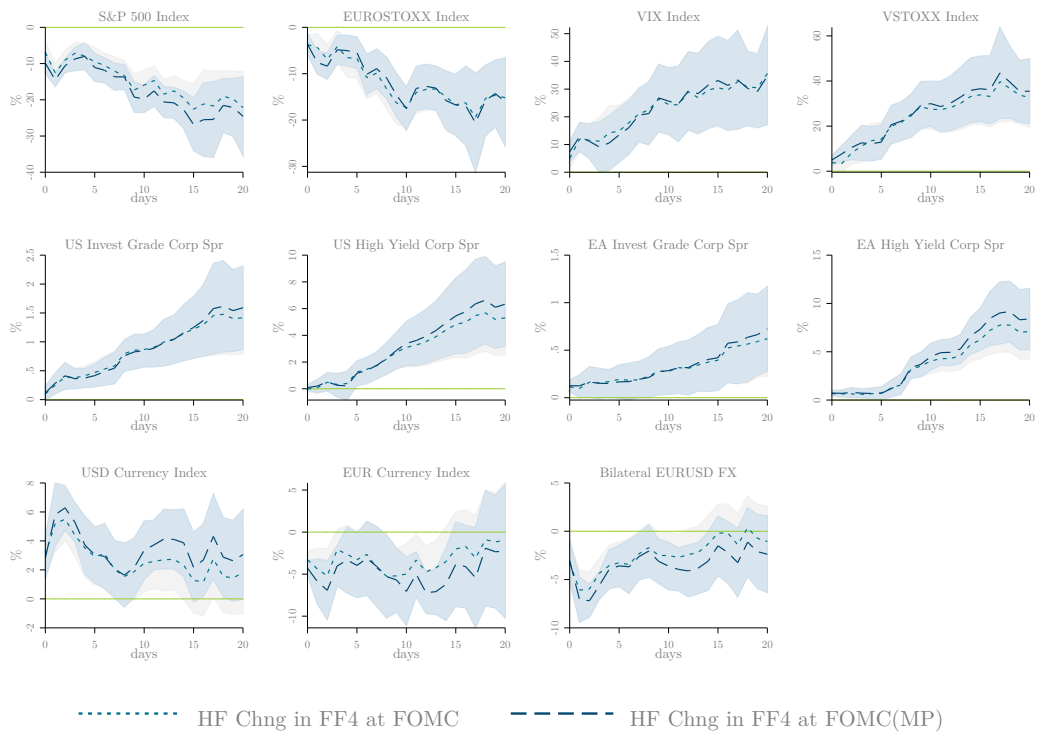 S&P 500 Index
EUROSTOXX Index
VIX Index
VSTOXX Index
%
0
-10
-20
-30
-40
0 5 10 15 20
days
%
0
-10
-20
-30
0 5 10 15 20
days
%
50
40
30
20
10
0
0 5 10 15 20
days
%
60
40
20
0
0 5 10 15 20
days
US Invest Grade Corp Spr
US High Yield Corp Spr
EA Invest Grade Corp Spr
EA High Yield Corp Spr
%
2.5
2
1.5
1
.5
0
0 5 10 15 20
days
%
10
8
6
4
2
0
0 5 10 15 20
days
%
1.5
1
.5
0
0 5 10 15 20
days
%
15
10
5
0
0 5 10 15 20
days
USD Currency Index
EUR Currency Index
Bilateral EURUSD FX
%
8
6
4
2
0
-2
0 5 10 15 20
days
%
5
0
-5
-10
0 5 10 15 20
days
%
5
0
-5
-10
0 5 10 15 20
days
HF Chng in FF4 at FOMC
HF Chng in FF4 at FOMC(MP)